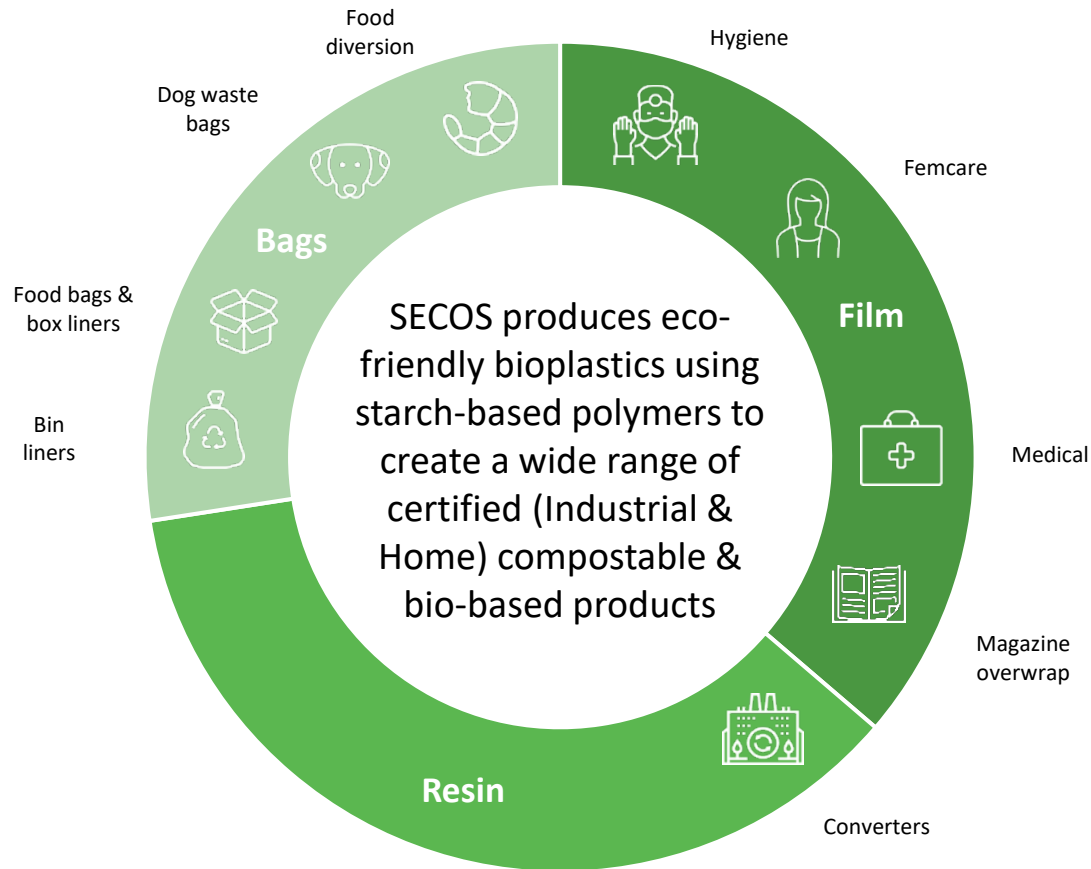 Food
diversion
Hygiene
Dog waste
bags
Femcare
Bags
Food bags &
box liners
Film
SECOS produces eco-
friendly bioplastics using
starch-based polymers to
create a wide range of
certified (Industrial &
Home) compostable &
bio-based products
Bin
liners
Medical
Magazine
overwrap
Resin
Converters